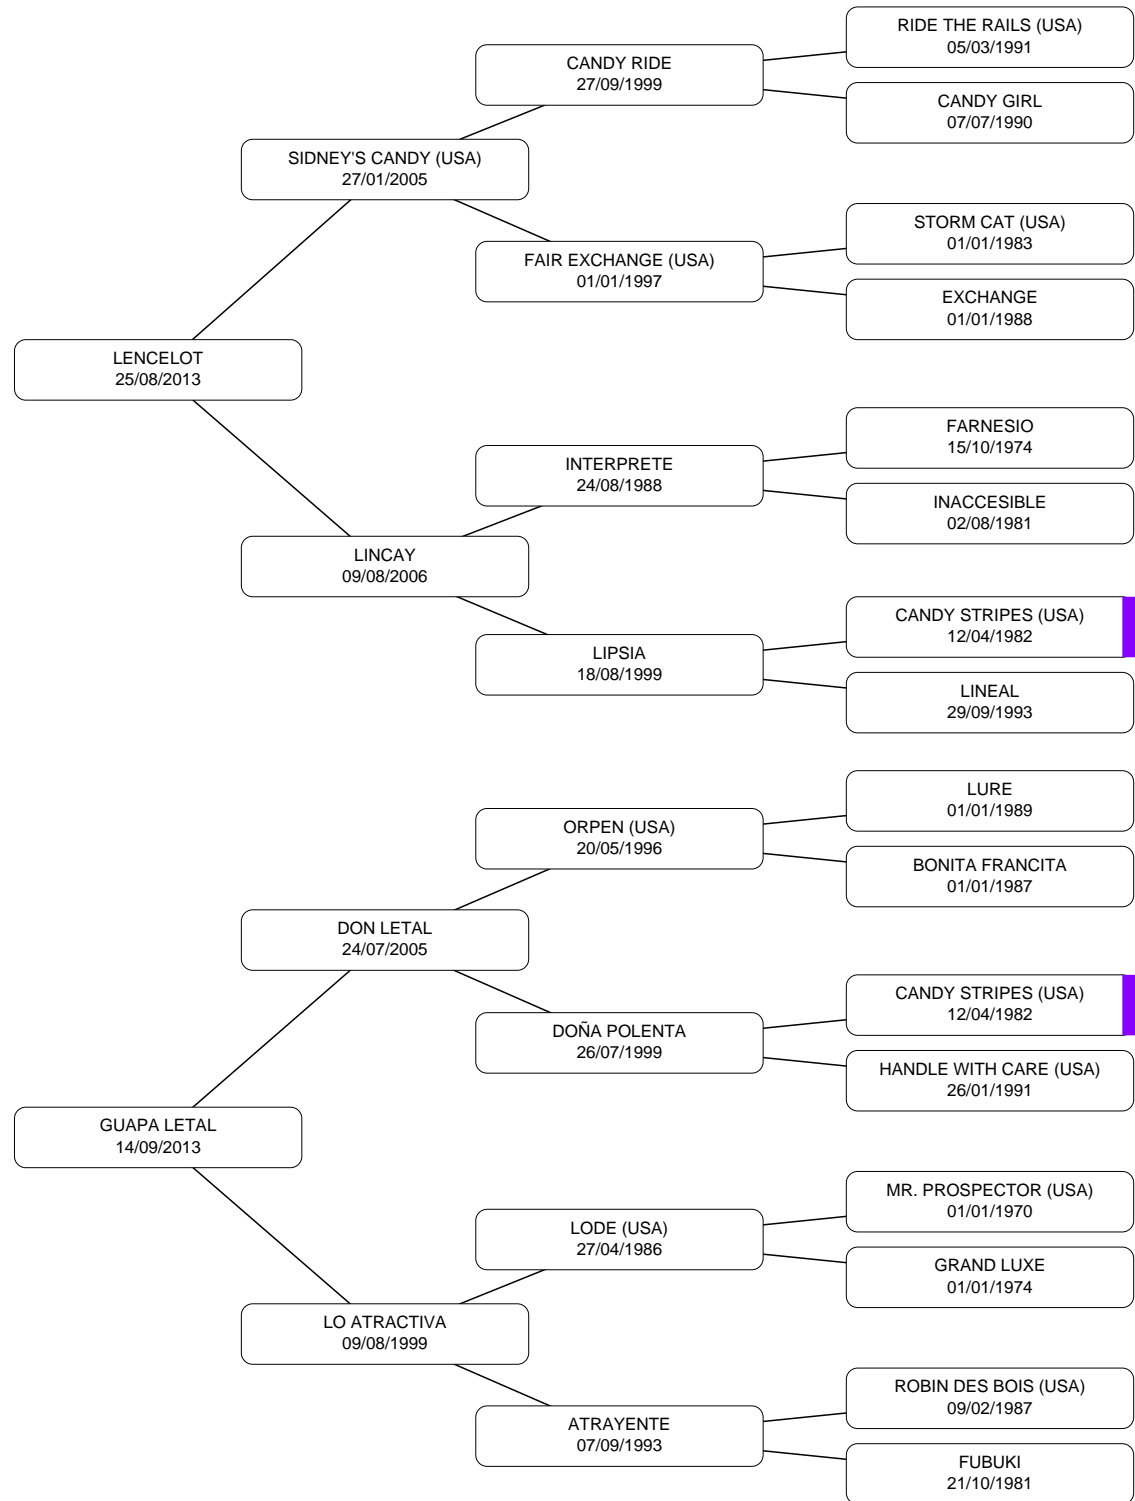 RIDE THE RAILS (USA)
05/03/1991
CANDY RIDE
27/09/1999
CANDY GIRL
07/07/1990
SIDNEY'S CANDY (USA)
27/01/2005
STORM CAT (USA)
01/01/1983
FAIR EXCHANGE (USA)
01/01/1997
EXCHANGE
01/01/1988
LENCELOT
25/08/2013
FARNESIO
15/10/1974
INTERPRETE
24/08/1988
INACCESIBLE
02/08/1981
LINCAY
09/08/2006
CANDY STRIPES (USA)
12/04/1982
LIPSIA
18/08/1999
LINEAL
29/09/1993
LURE
01/01/1989
ORPEN (USA)
20/05/1996
BONITA FRANCITA
01/01/1987
DON LETAL
24/07/2005
CANDY STRIPES (USA)
12/04/1982
DOÑA POLENTA
26/07/1999
HANDLE WITH CARE (USA)
26/01/1991
GUAPA LETAL
14/09/2013
MR. PROSPECTOR (USA)
01/01/1970
LODE (USA)
27/04/1986
GRAND LUXE
01/01/1974
LO ATRACTIVA
09/08/1999
ROBIN DES BOIS (USA)
09/02/1987
ATRAYENTE
07/09/1993
FUBUKI
21/10/1981